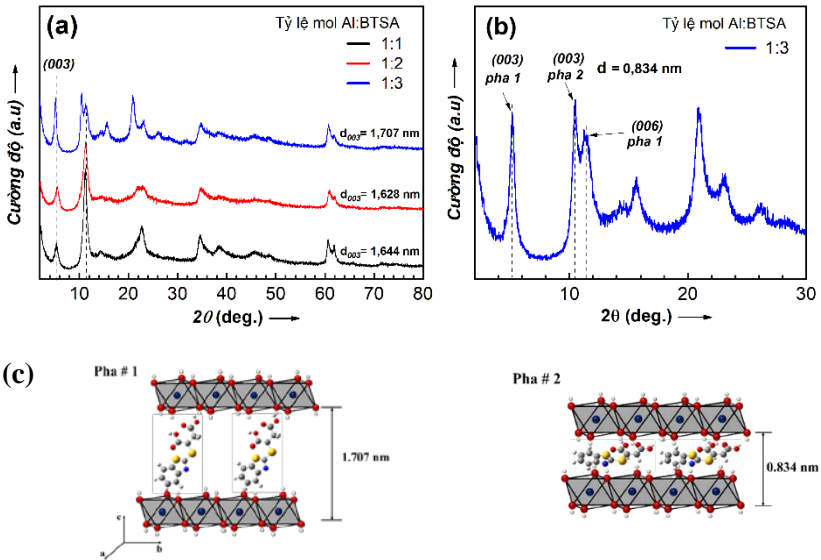 (a)
Tỷ lệ mol Al:BTSA
1:1
1:2
1:3
(003)
d003= 1,707 nm
d003= 1,628 nm
d003= 1,644 nm
Cường độ (a.u)
0 10 20 30 40 50 60 70 80
2θ (deg.)
(b)
Tỷ lệ mol Al:BTSA
1:3
(003)
pha 1
(003)
pha 2
d = 0,834 nm
(006)
pha 1
Cường độ (a.u)
10 20 30
2θ (deg.)
(c)
Pha # 1
1.707 nm
c
a
b
Pha # 2
0.834 nm